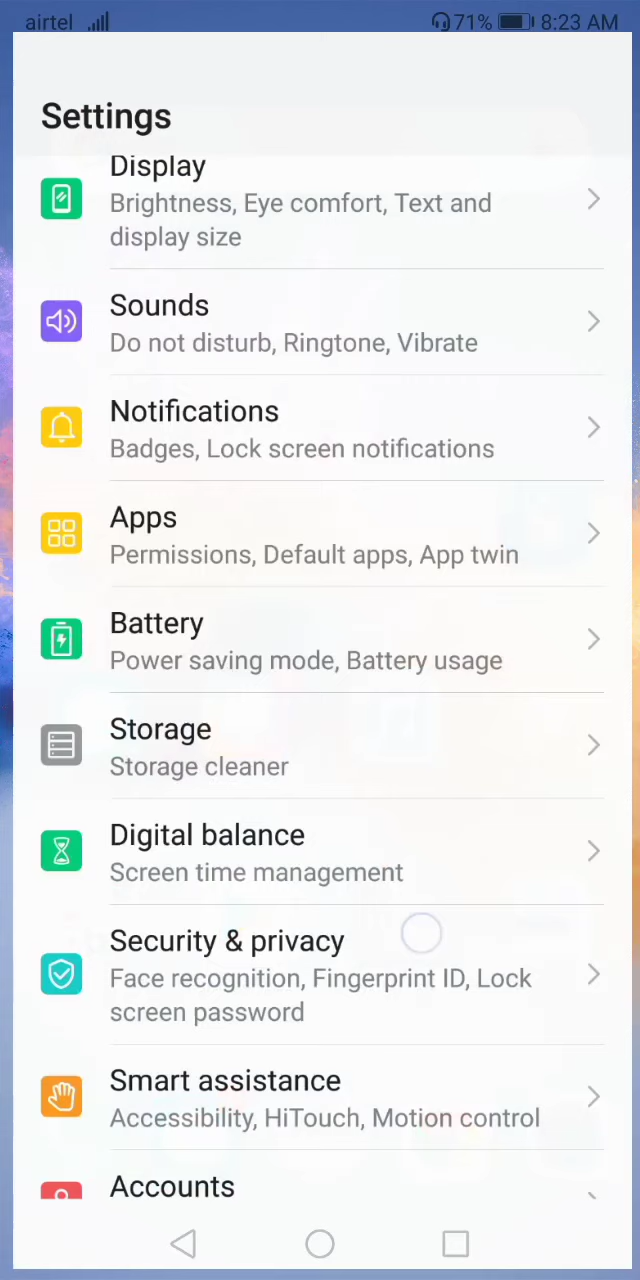 airtel 71% 8:23 AM
Settings
Display
Brightness, Eye comfort, Text and
display size
Sounds
Do not disturb, Ringtone, Vibrate
Notifications
Badges, Lock screen notifications
Apps
Permissions, Default apps, App twin
Battery
Power saving mode, Battery usage
Storage
Storage cleaner
Digital balance
Screen time management
Security & privacy
Face recognition, Fingerprint ID, Lock
screen password
Smart assistance
Accessibility, HiTouch, Motion control
Accounts